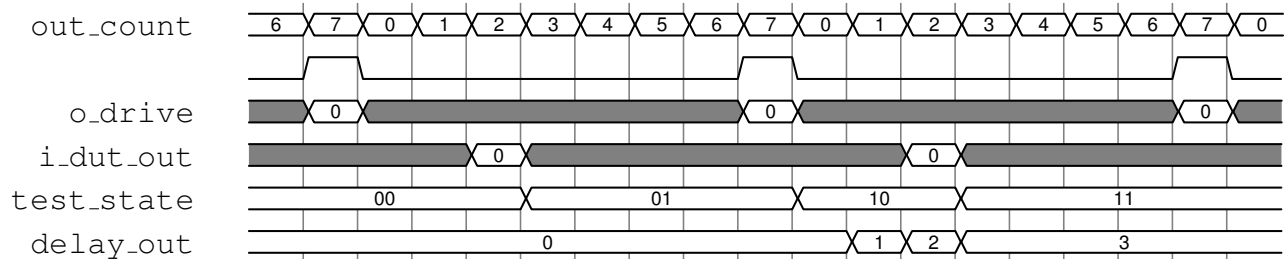 out_count 6 7 0 1 2 3 4 5 6 7 0 1 2 3 4 5 6 7 0
o_drive 0 0 0
i_dut_out 0 0
test_state 00 01 10 11
delay_out 0 1 2 3